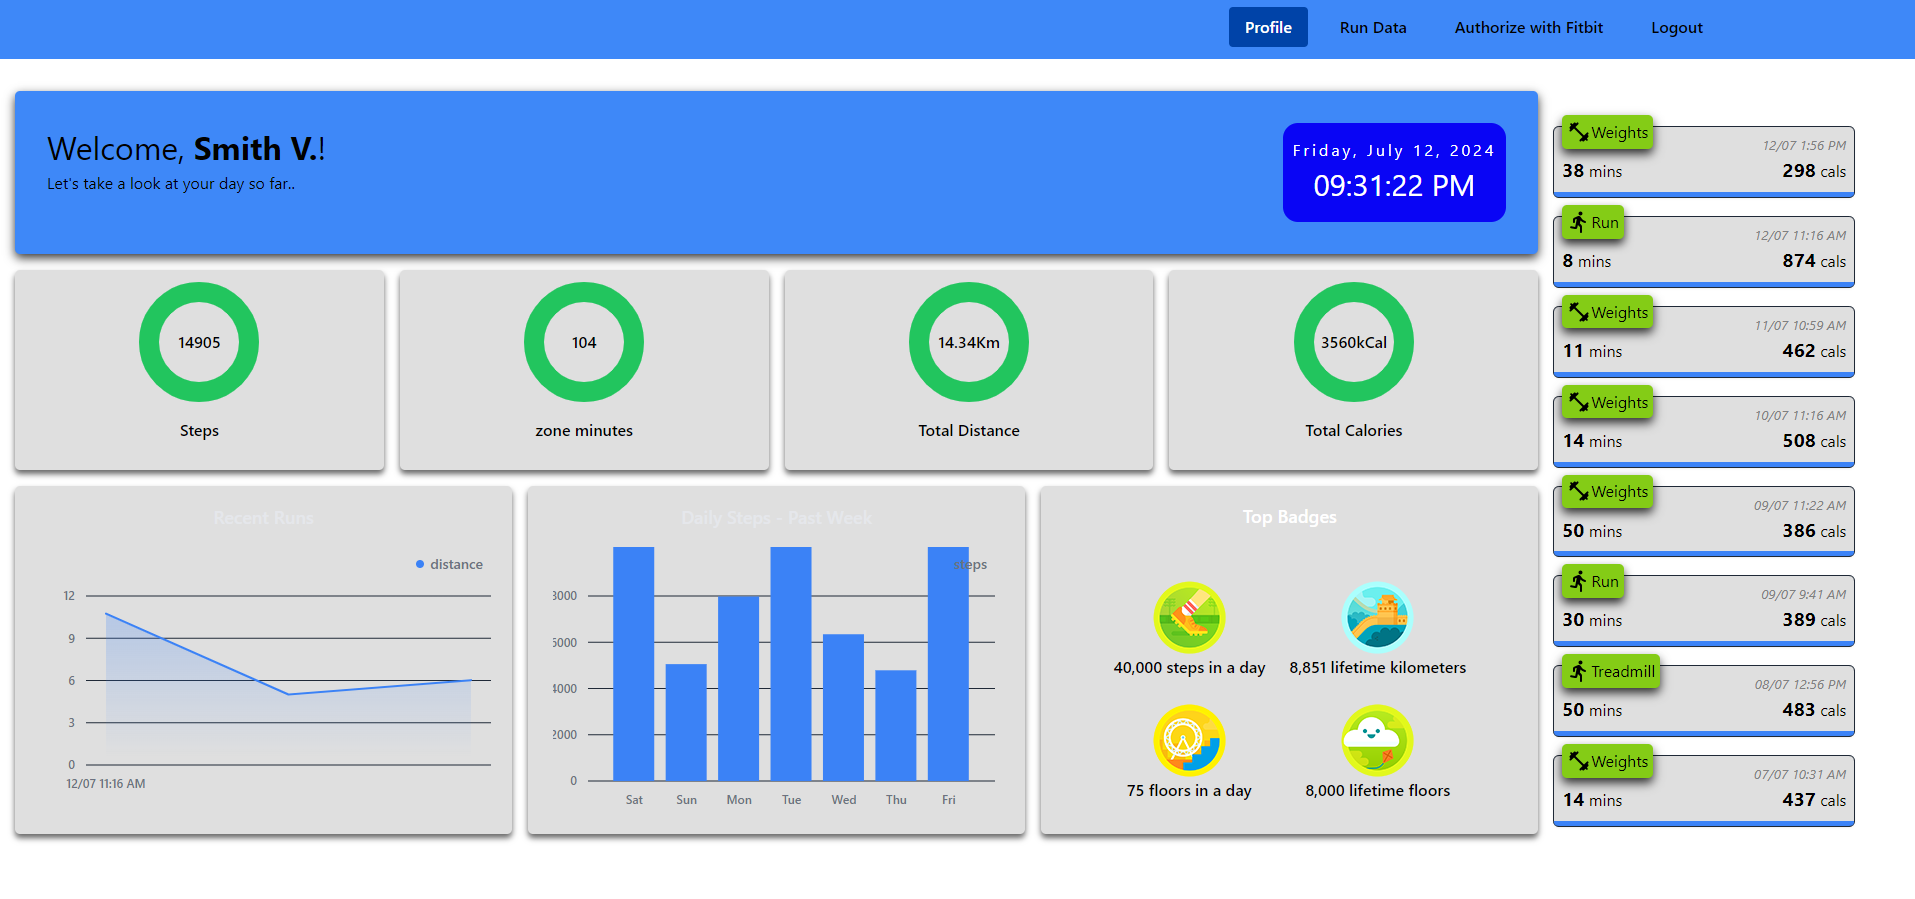 Profile
Run Data
Authorize with Fitbit
Logout
Welcome, Smith V.!
Let's take a look at your day so far..
Friday, July 12, 2024
09:31:22 PM
14905
Steps
104
zone minutes
14.34Km
Total Distance
3560kCal
Total Calories
Recent Runs
distance
12
9
6
3
0
12/07 11:16 AM
Daily Steps - Past Week
steps
8000
6000
4000
2000
0
Sat
Sun
Mon
Tue
Wed
Thu
Fri
Top Badges
40,000 steps in a day
8,851 lifetime kilometers
75 floors in a day
8,000 lifetime floors
Weights
12/07 1:56 PM
38 mins
298 cals
Run
12/07 11:16 AM
8 mins
874 cals
Weights
11/07 10:59 AM
11 mins
462 cals
Weights
10/07 11:16 AM
14 mins
508 cals
Weights
09/07 11:22 AM
50 mins
386 cals
Run
09/07 9:41 AM
30 mins
389 cals
Treadmill
08/07 12:56 PM
50 mins
483 cals
Weights
07/07 10:31 AM
14 mins
437 cals